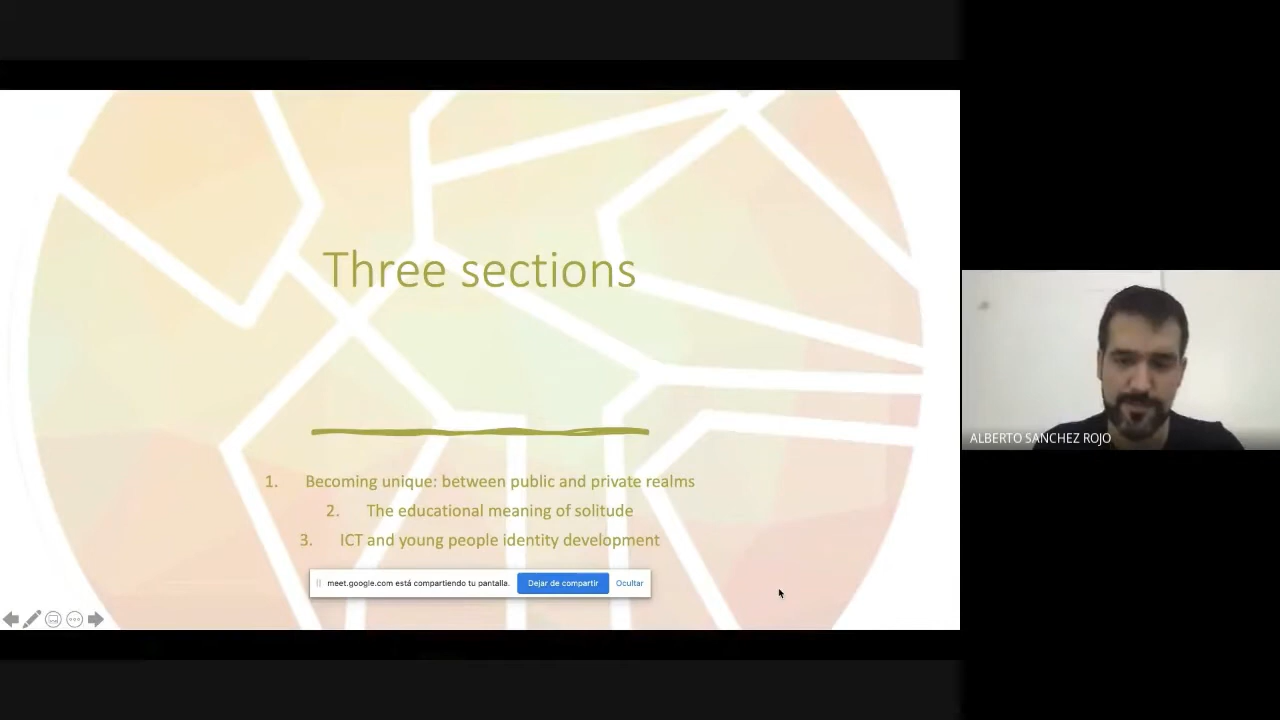 Three sections
1. Becoming unique: between public and private realms
2. The educational meaning of solitude
3. ICT and young people identity development
meet.google.com está compartiendo tu pantalla. Dejar de compartir Ocultar
ALBERTO SANCHEZ ROJO